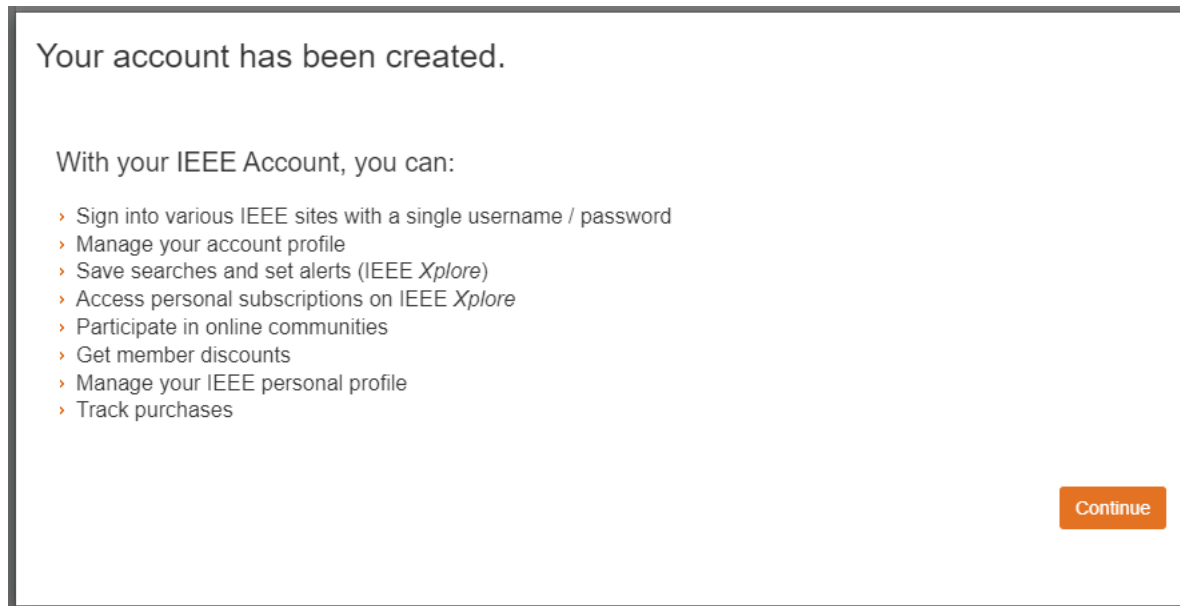 Your account has been created.
With your IEEE Account, you can:
› Sign into various IEEE sites with a single username / password
› Manage your account profile
› Save searches and set alerts (IEEE Xplore)
› Access personal subscriptions on IEEE Xplore
› Participate in online communities
› Get member discounts
› Manage your IEEE personal profile
› Track purchases
Continue